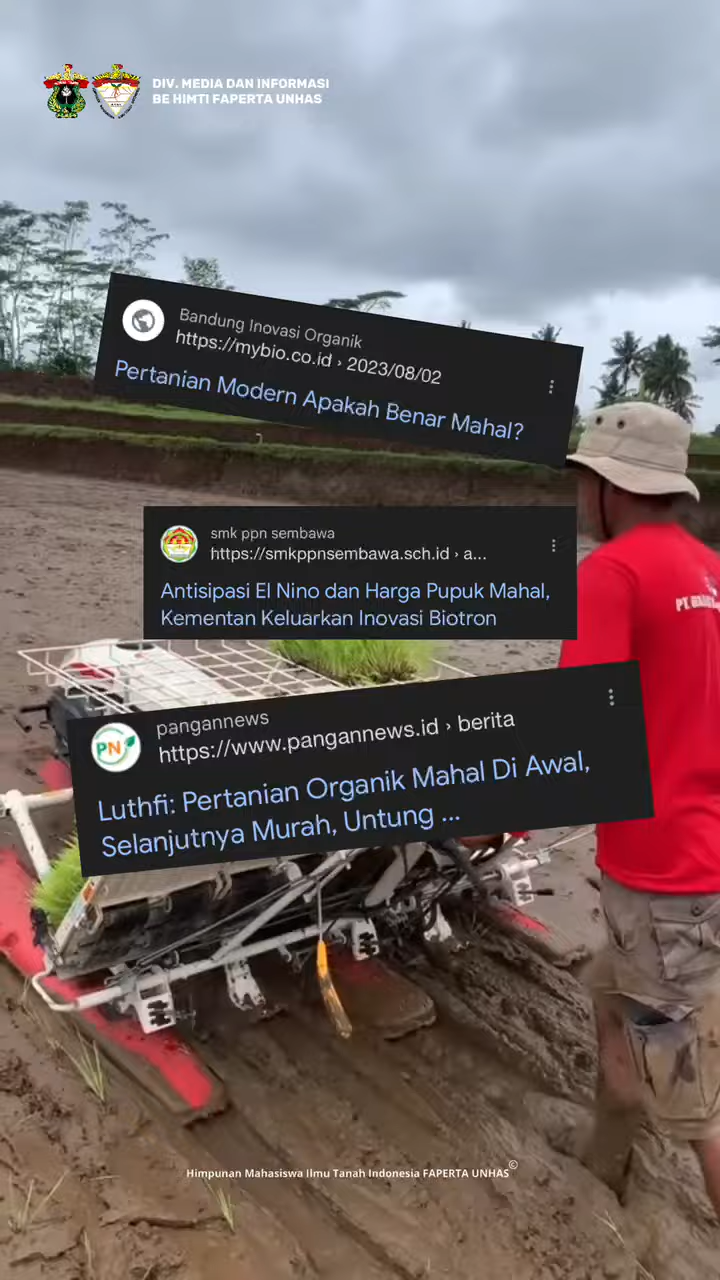 DIV. MEDIA DAN INFORMASI
BE HIMTI FAPERTA UNHAS
Bandung Inovasi Organik
https://mybio.co.id › 2023/08/02
Pertanian Modern Apakah Benar Mahal?
smk ppn sembawa
https://smkppnsembawa.sch.id › a...
Antisipasi El Nino dan Harga Pupuk Mahal,
Kementan Keluarkan Inovasi Biotron
PT.
PN
pangannews
https://www.pangannews.id › berita
Luthfi: Pertanian Organik Mahal Di Awal,
Selanjutnya Murah, Untung ...
Himpunan Mahasiswa Ilmu Tanah Indonesia FAPERTA UNHAS©